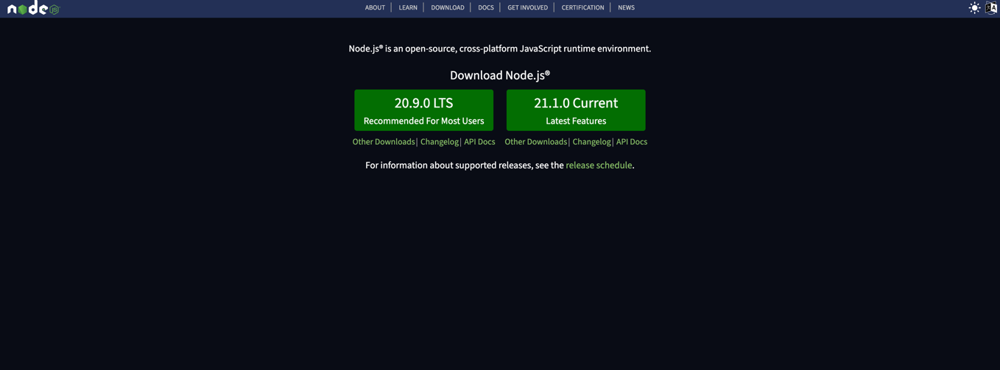 node JS
ABOUT | LEARN | DOWNLOAD | DOCS | GET INVOLVED | CERTIFICATION | NEWS
Node.js® is an open-source, cross-platform JavaScript runtime environment.
Download Node.js®
20.9.0 LTS
Recommended For Most Users
21.1.0 Current
Latest Features
Other Downloads | Changelog | API Docs
Other Downloads | Changelog | API Docs
For information about supported releases, see the release schedule.